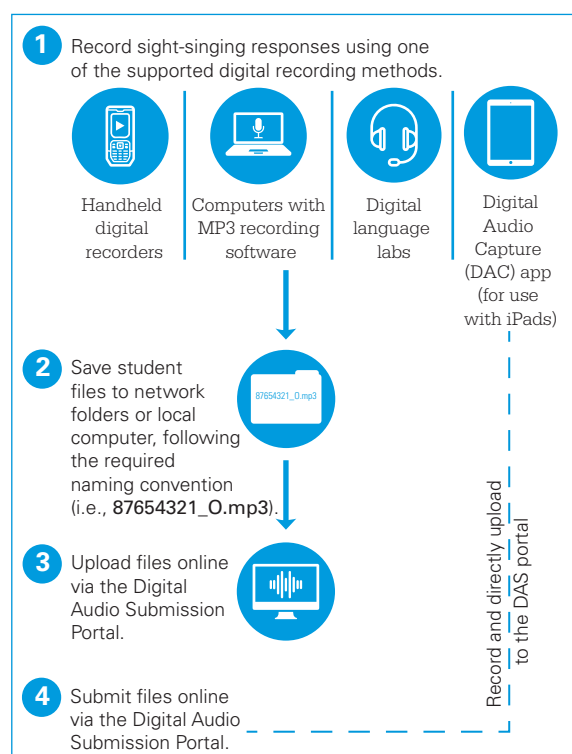 1 Record sight-singing responses using one
of the supported digital recording methods.
Handheld
digital
recorders
Computers with
MP3 recording
software
Digital
language
labs
Digital
Audio
Capture
(DAC) app
(for use
with iPads)
2 Save student
files to network
folders or local
computer, following
the required
naming convention
(i.e., 87654321_O.mp3).
87654321_O.mp3
3 Upload files online
via the Digital
Audio Submission
Portal.
Record and directly upload
to the DAS portal
4 Submit files online
via the Digital Audio
Submission Portal.